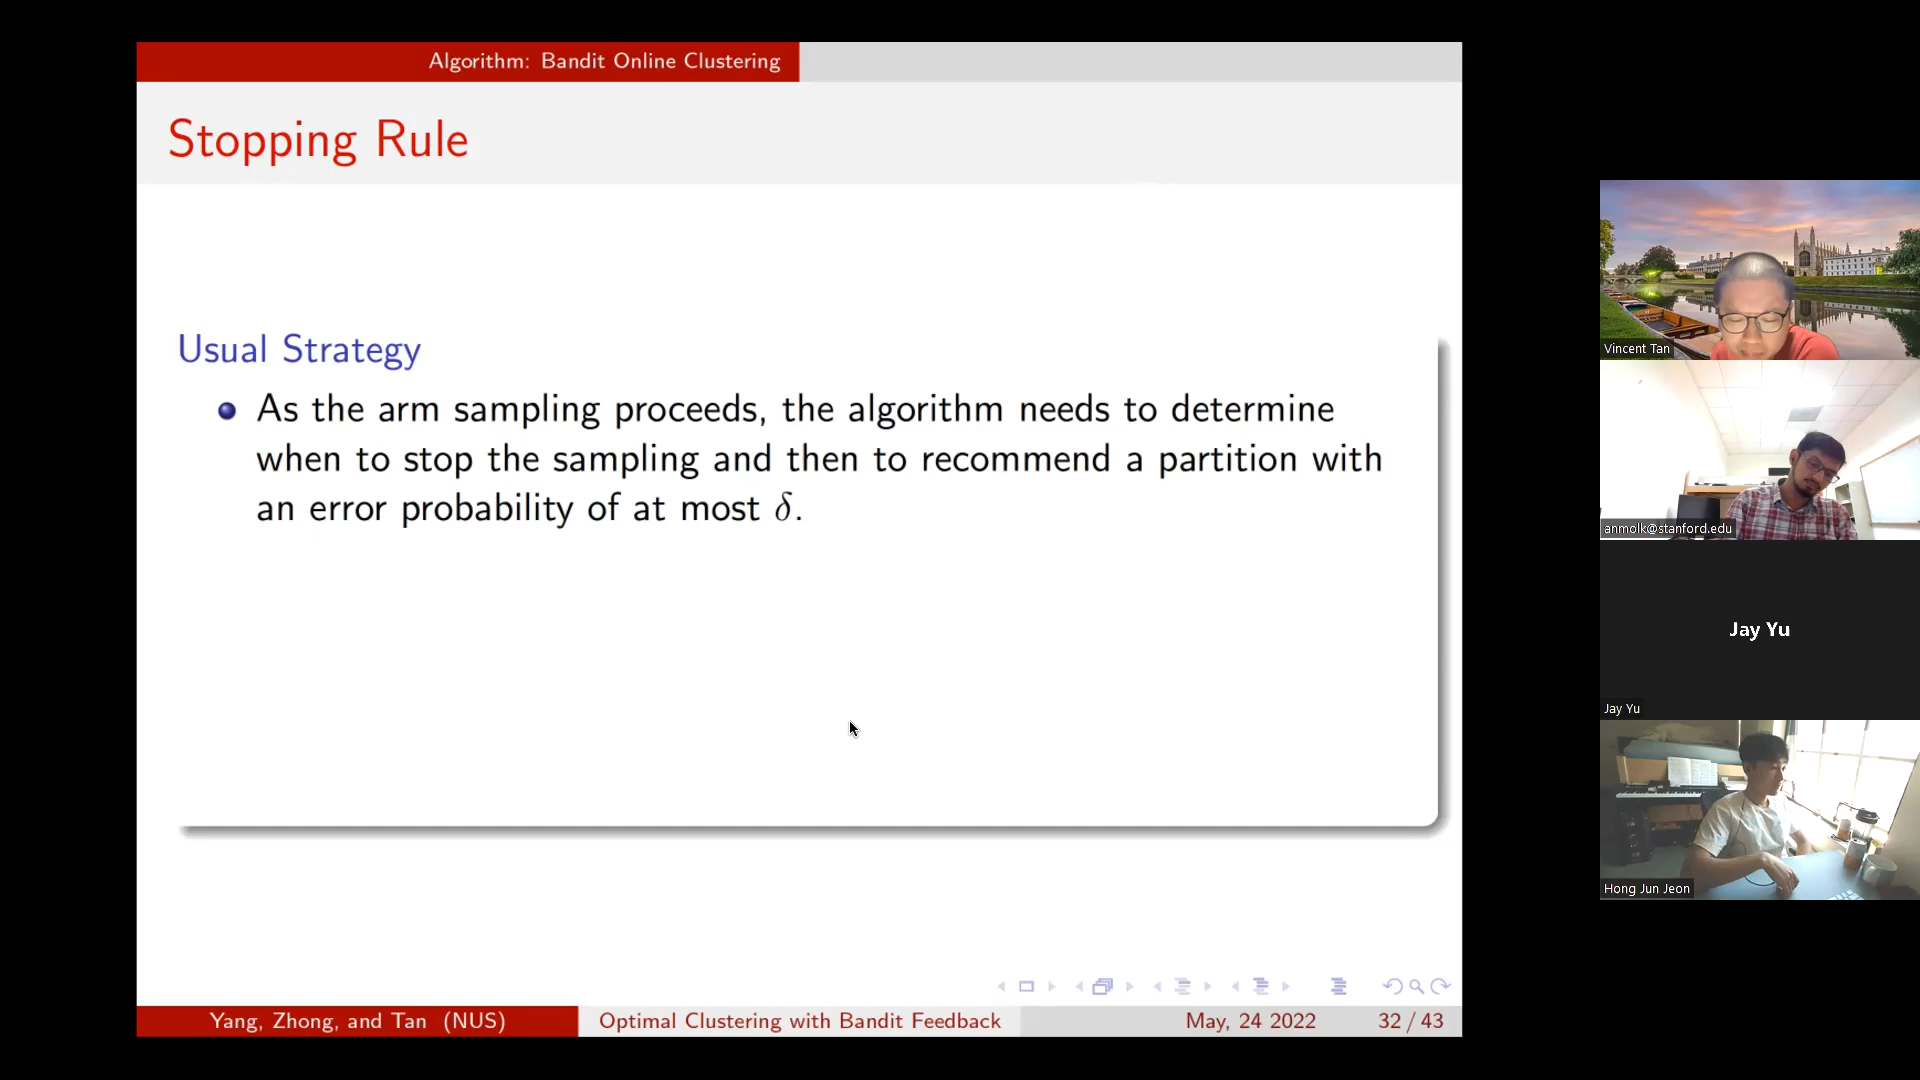 Algorithm: Bandit Online Clustering
Stopping Rule
Usual Strategy
As the arm sampling proceeds, the algorithm needs to determine
when to stop the sampling and then to recommend a partition with
an error probability of at most δ.
Yang, Zhong, and Tan (NUS)
Optimal Clustering with Bandit Feedback
May, 24 2022
32 / 43
Vincent Tan
anmolk@stanford.edu
Jay Yu
Jay Yu
Hong Jun Jeon